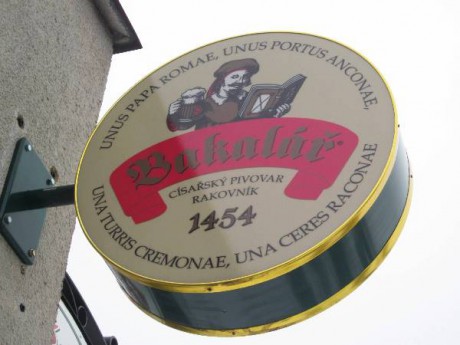 UNUS PAPA ROMAE, UNUS PORTUS ANCONAE,
Bakalář
CÍSAŘSKÝ PIVOVAR
RAKOVNÍK
1454
UNA TURRIS CREMONAE, UNA CERES RACONAE